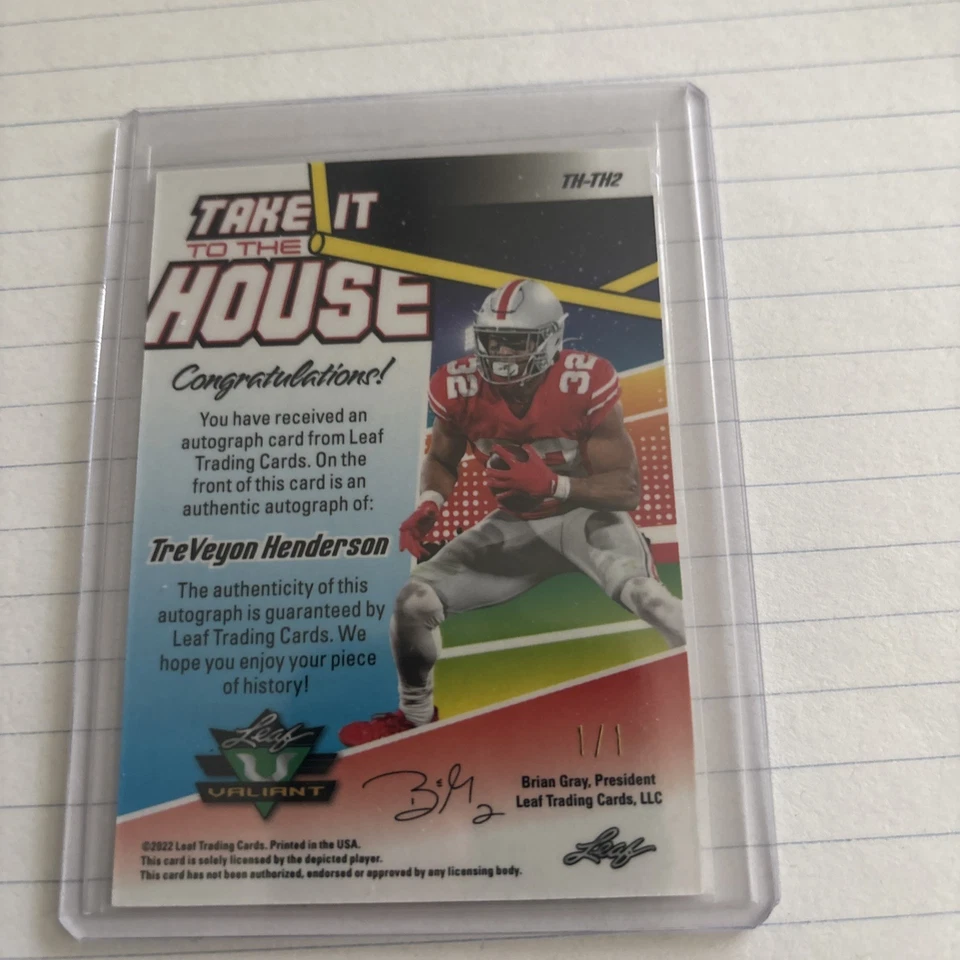 TH-TH2
TAKE IT
TO THE
HOUSE
Congratulations!
You have received an
autograph card from Leaf
Trading Cards. On the
front of this card is an
authentic autograph of:
TreVeyon Henderson
The authenticity of this
autograph is guaranteed by
Leaf Trading Cards. We
hope you enjoy your piece
of history!
32
32
Leaf
VALIANT
1/1
Brian Gray, President
Leaf Trading Cards, LLC
Leaf
©2022 Leaf Trading Cards. Printed in the USA.
This card is solely licensed by the depicted player.
This card has not been authorized, endorsed or approved by any licensing body.